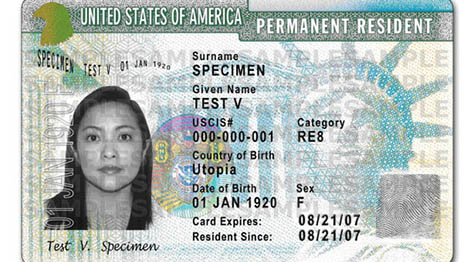 UNITED STATES OF AMERICA
PERMANENT RESIDENT
SPECIMEN TEST V 01 JAN 1920
Surname
SPECIMEN
Given Name
TEST V
USCIS# Category
000-000-001 RE8
Country of Birth
Utopia
Date of Birth Sex
01 JAN 1920 F
Card Expires: 08/21/07
Resident Since: 08/21/07
Test V. Specimen
01 JAN 1920